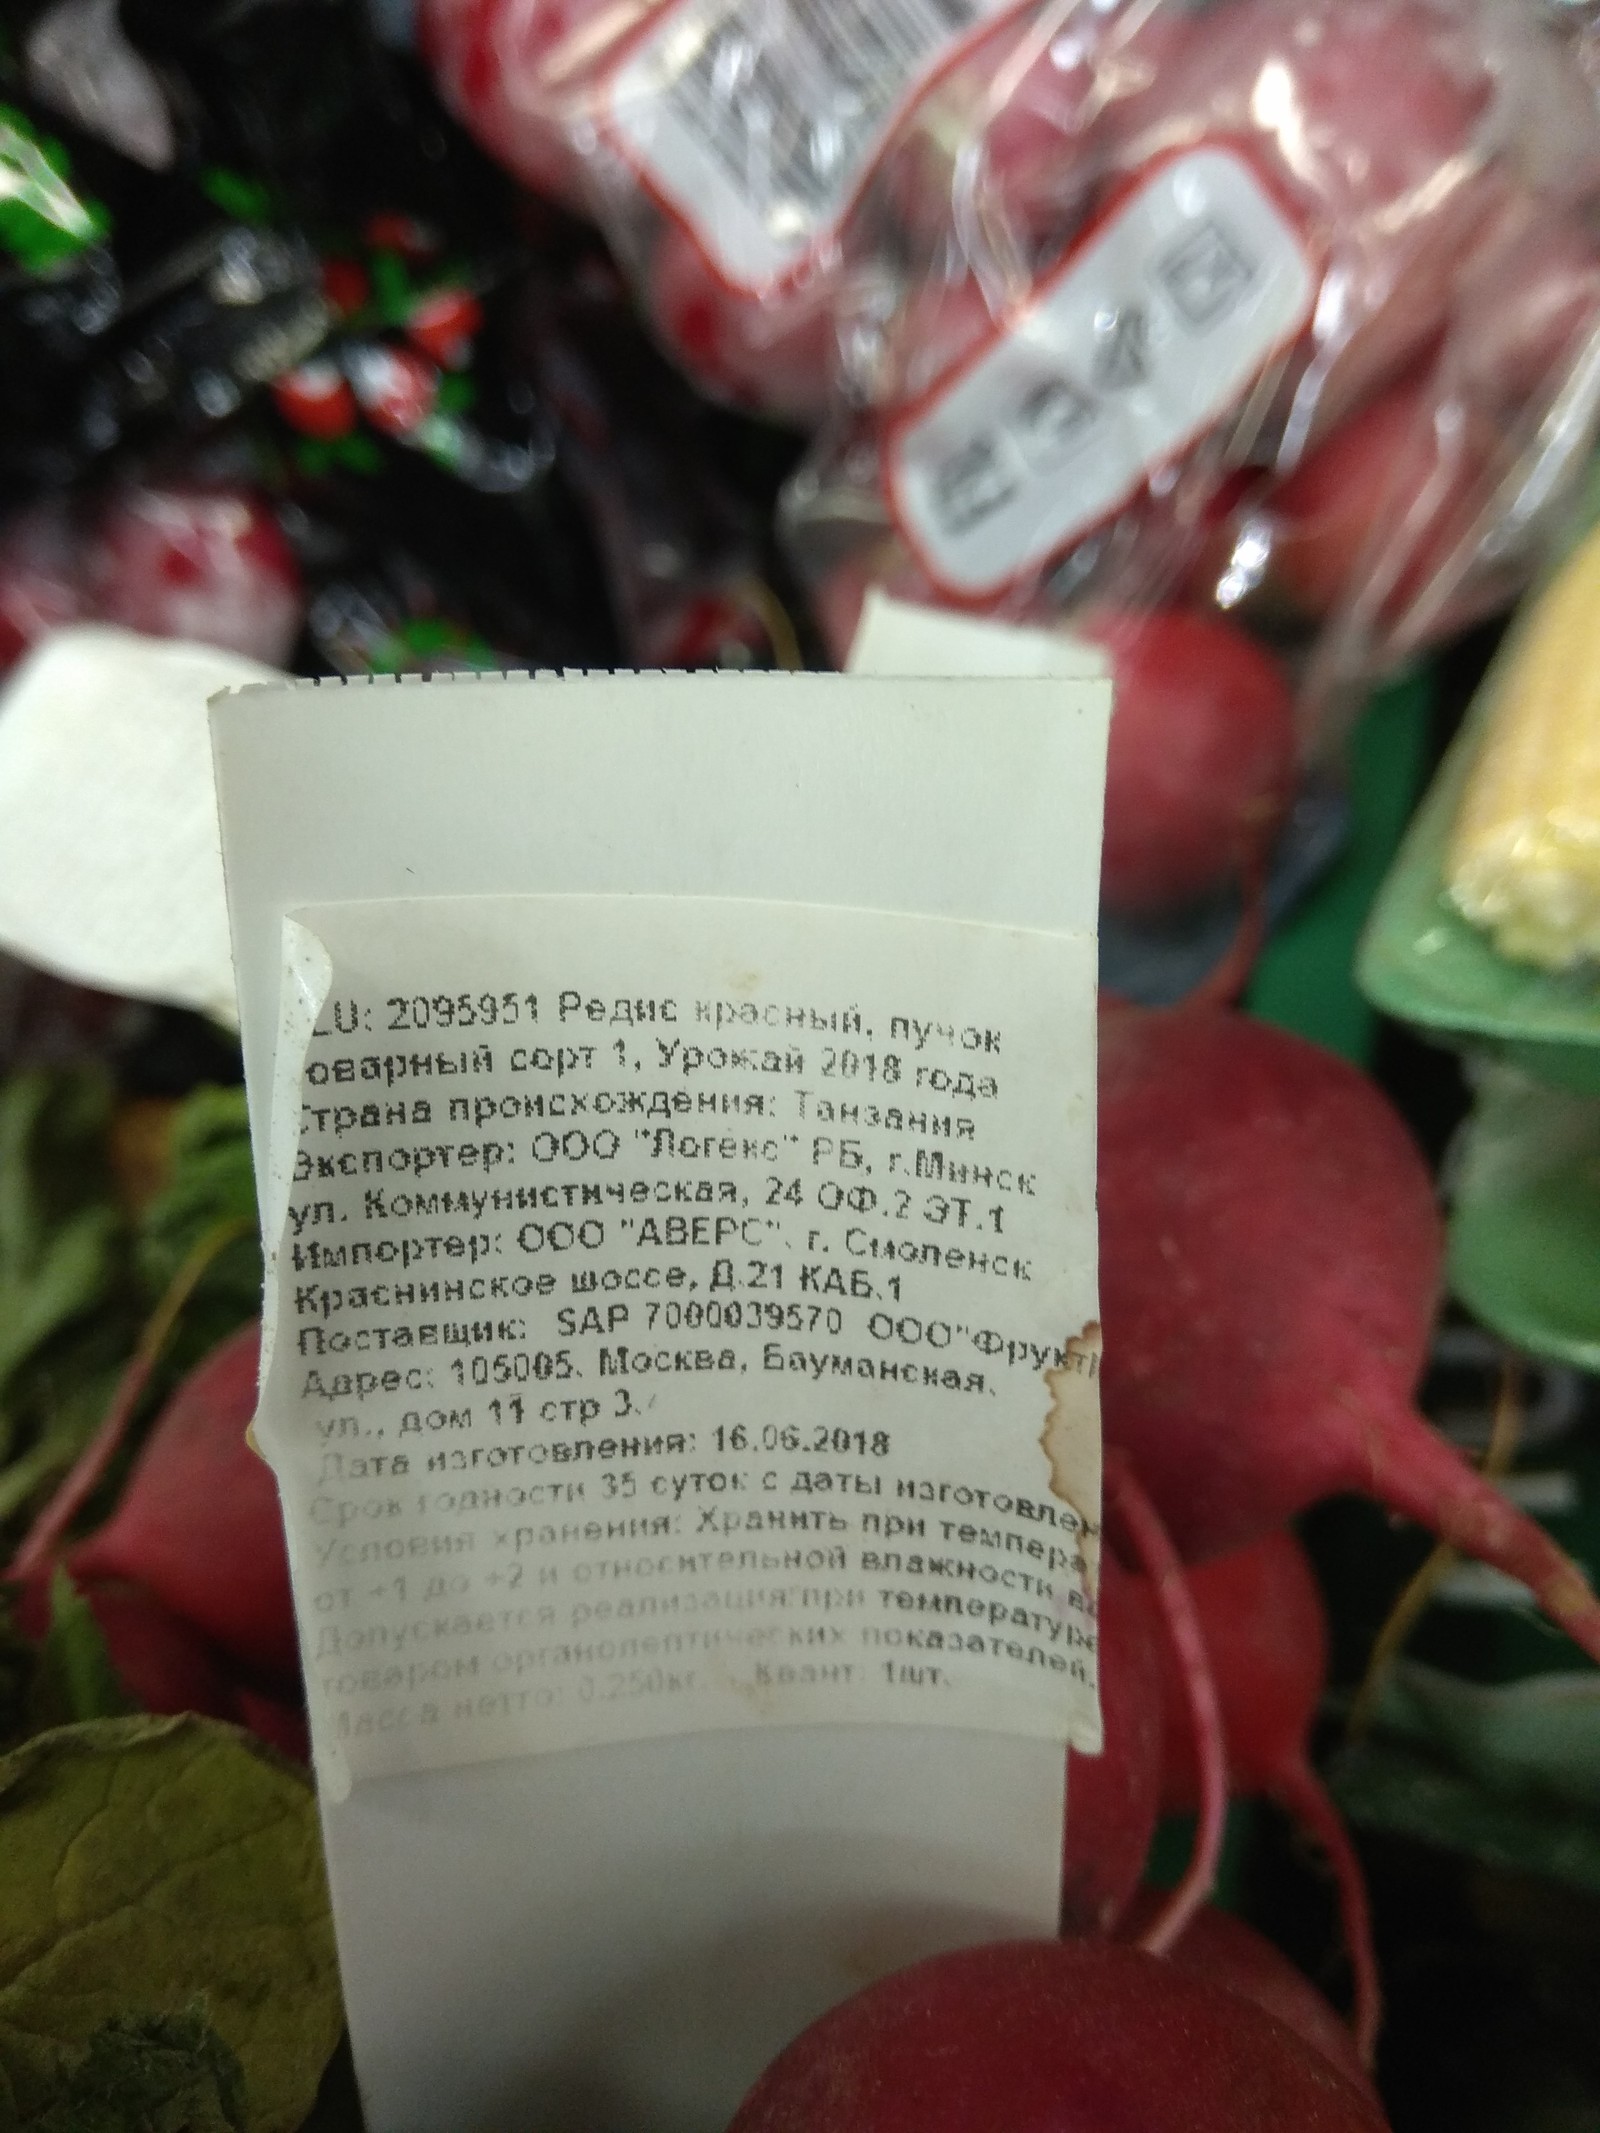 LU: 2095951 Редис красный, пучок
оварный сорт 1, Урожай 2018 года
Страна происхождения: Танзания
Экспортер: ООО "Логекс" РБ, г.Минск
ул. Коммунистическая, 24 ОФ.2 ЭТ.1
Импортер: ООО "АВЕРС", г. Смоленск
Краснинское шоссе, Д.21 КАБ.1
Поставщик: SAP 7000039570 ООО"Фрукт
Адрес: 105005, Москва, Бауманская,
ул., дом 11 стр 3.
Дата изготовления: 16.06.2018
Срок годности 35 суток с даты изготовлен
Условия хранения: Хранить при темпера
от +1 до +2 и относительной влажности во
Допускается реализация при температуре
товаром органолептических показателей.
Масса нетто: 0.250кг. Квант: 1шт.